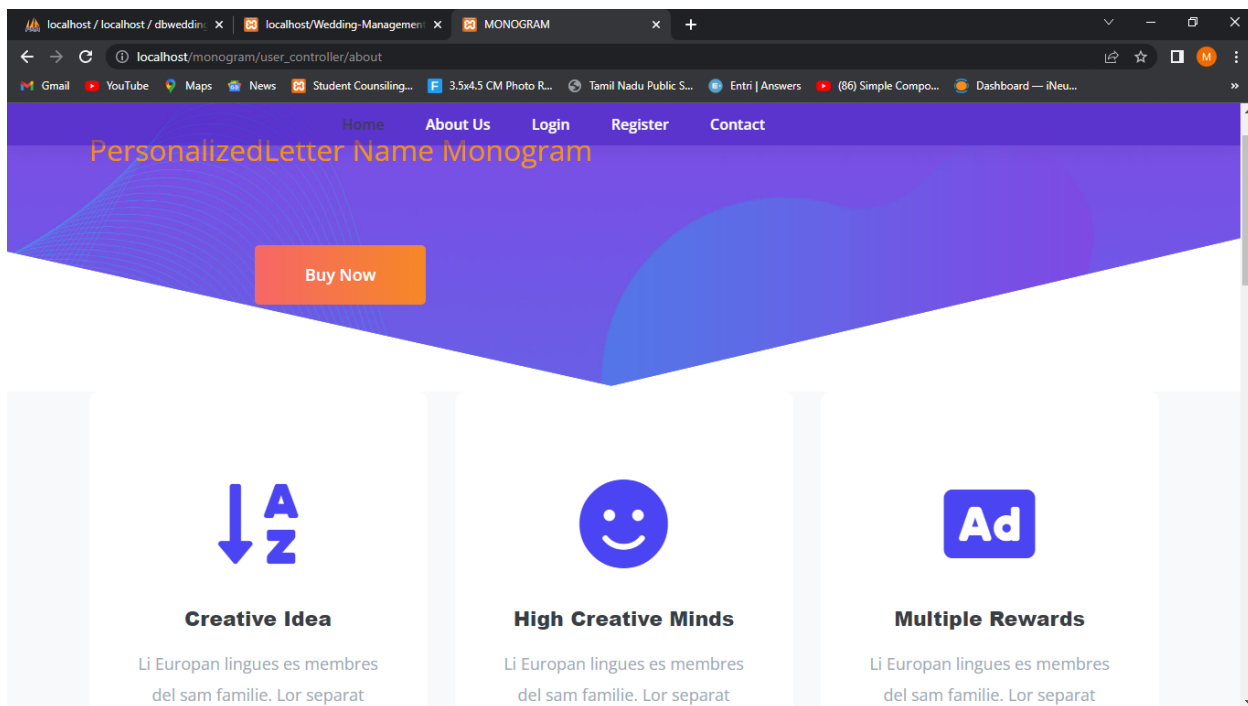 localhost / localhost / dbwedding
localhost/Wedding-Management
MONOGRAM
localhost/monogram/user_controller/about
M
Gmail
YouTube
Maps
News
Student Counsiling...
F
3.5x4.5 CM Photo R...
Tamil Nadu Public S...
Entri | Answers
(86) Simple Compo...
Dashboard — iNeu...
Home
About Us
Login
Register
Contact
PersonalizedLetter Name Monogram
Buy Now
A
Z
Ad
Creative Idea
High Creative Minds
Multiple Rewards
Li Europan lingues es membres
del sam familie. Lor separat
Li Europan lingues es membres
del sam familie. Lor separat
Li Europan lingues es membres
del sam familie. Lor separat